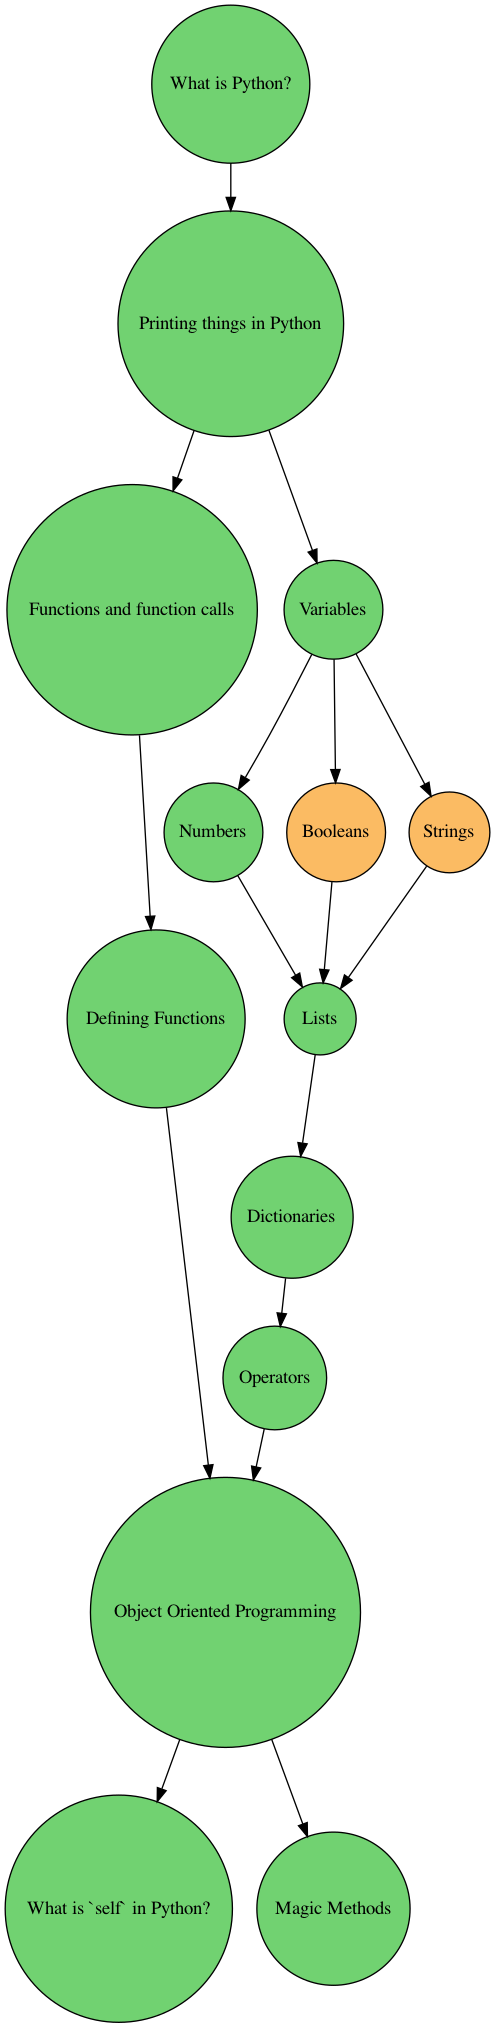 What is Python?
Printing things in Python
Functions and function calls
Variables
Numbers
Booleans
Strings
Defining Functions
Lists
Dictionaries
Operators
Object Oriented Programming
What is `self` in Python?
Magic Methods